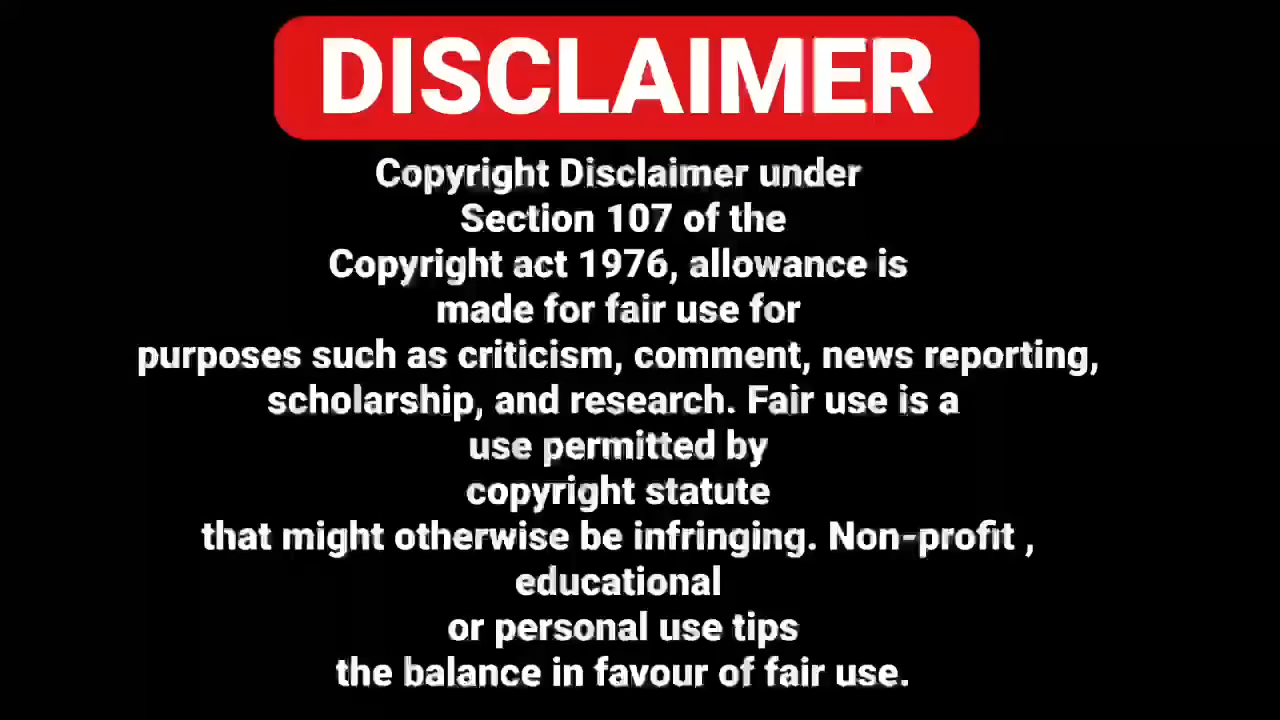 DISCLAIMER
Copyright Disclaimer under
Section 107 of the
Copyright act 1976, allowance is
made for fair use for
purposes such as criticism, comment, news reporting,
scholarship, and research. Fair use is a
use permitted by
copyright statute
that might otherwise be infringing. Non-profit ,
educational
or personal use tips
the balance in favour of fair use.